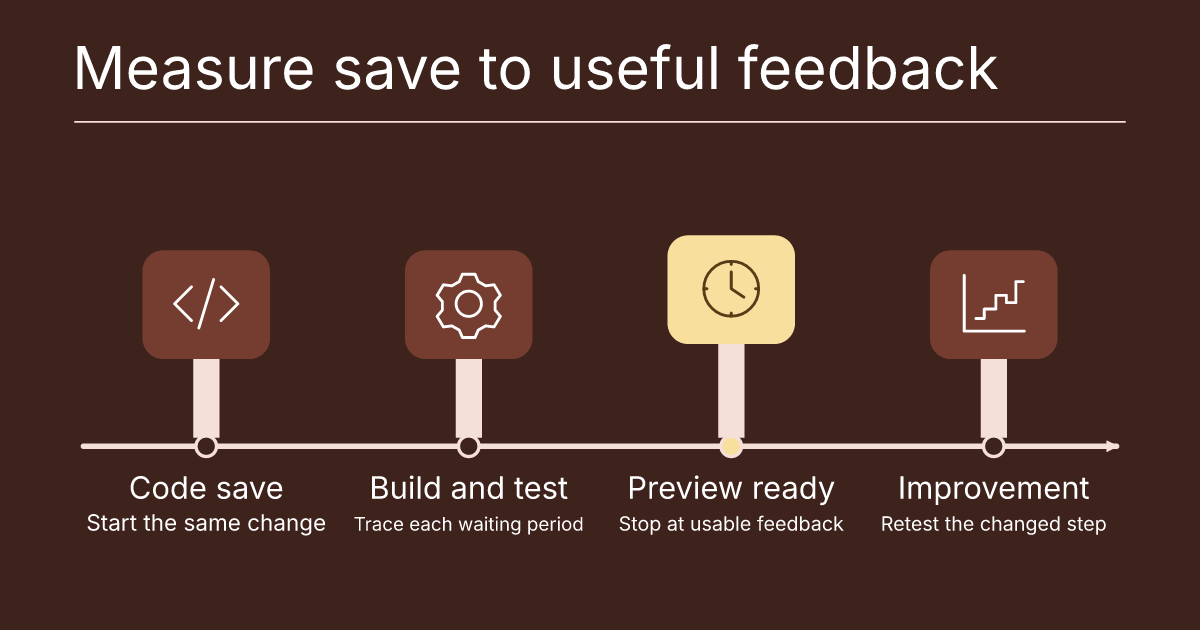 Measure save to useful feedback
Code save
Start the same change
Build and test
Trace each waiting period
Preview ready
Stop at usable feedback
Improvement
Retest the changed step